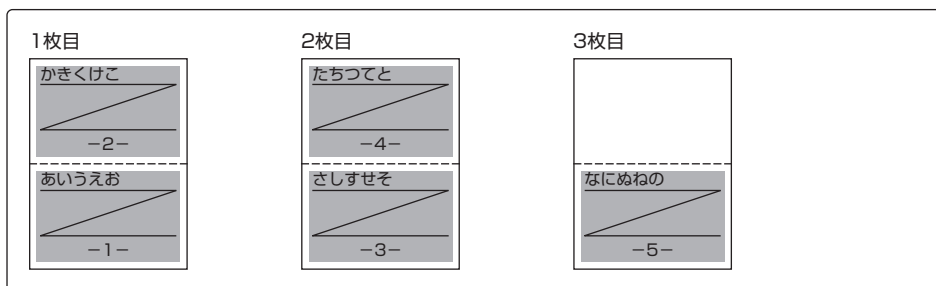 1枚目
かきくけこ
−2−
あいうえお
−1−
2枚目
たちつてと
−4−
さしすせそ
−3−
3枚目
なにぬねの
−5−